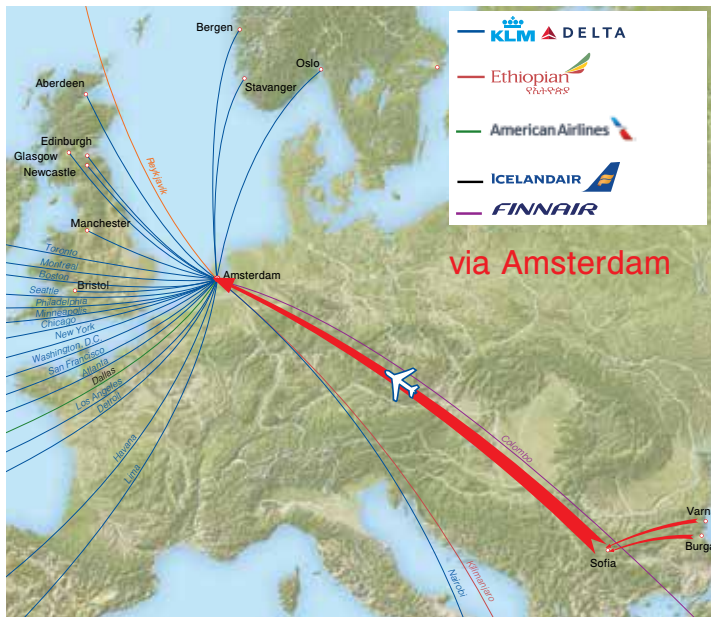 Bergen
KLM DELTA
Oslo
Aberdeen
Stavanger
Ethiopian
የኢትዮጵያ
Edinburgh
Glasgow
Newcastle
American Airlines
Reykjavik
ICELANDAIR
FINNAIR
Manchester
Toronto
Montreal
Boston
via Amsterdam
Amsterdam
Seattle
Bristol
Philadelphia
Minneapolis
Chicago
New York
Washington, D.C.
San Francisco
Atlanta
Dallas
Los Angeles
Detroit
Havana
Lima
Colombo
Varn
Burga
Sofia
Nairobi
Kirimanjaro